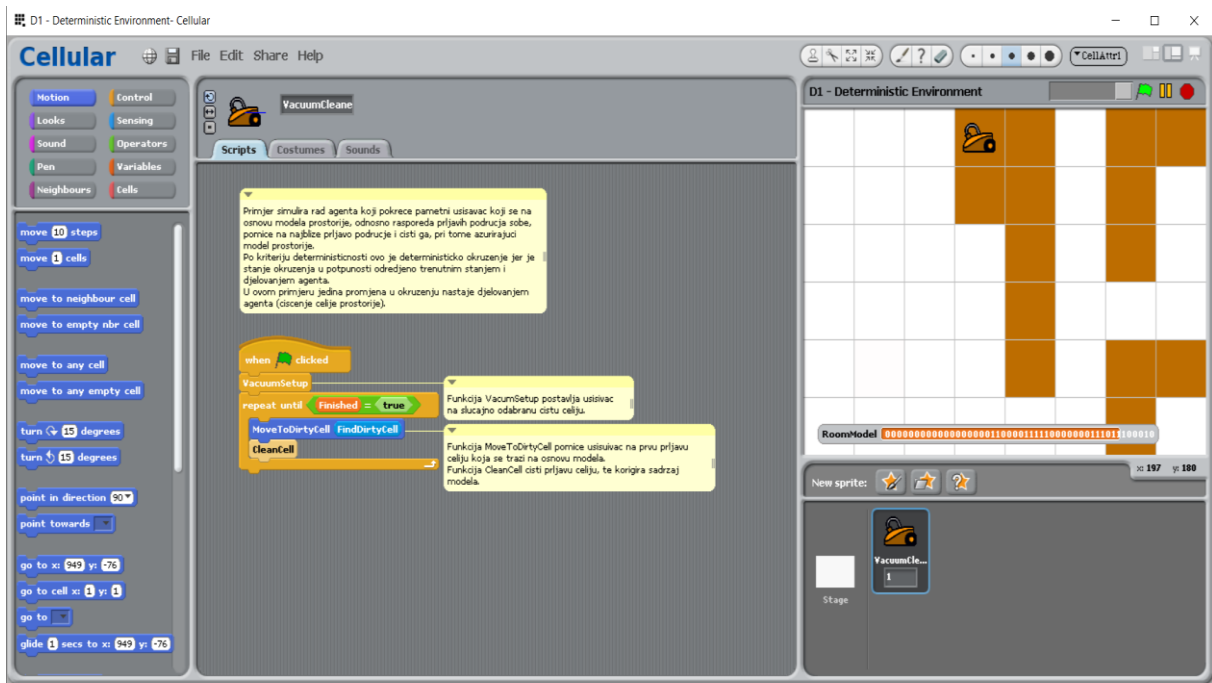 D1 - Deterministic Environment- Cellular
Cellular File Edit Share Help
CellAttr1
Motion Control
Looks Sensing
Sound Operators
Pen Variables
Neighbours Cells
VacuumCleane
Scripts Costumes Sounds
move 10 steps
move 1 cells
move to neighbour cell
move to empty nbr cell
move to any cell
move to any empty cell
turn 15 degrees
turn 15 degrees
point in direction 90
point towards
go to x: 949 y: -76
go to cell x: 1 y: 1
go to
glide 1 secs to x: 949 y: -76
Primjer simulira rad agenta koji pokrece pametni usisavac koji se na
osnovu modela prostorije, odnosno rasporeda prljavih podrucja sobe,
pomice na najblize prljavo podrucje i cisti ga, pri tome azurirajuci
model prostorije.
Po kriteriju deterministicnosti ovo je deterministicko okruzenje jer je
stanje okruzenja u potpunosti odredjeno trenutnim stanjem i
djelovanjem agenta.
U ovom primjeru jedina promjena u okruzenju nastaje djelovanjem
agenta (ciscenje celije prostorije).
when clicked
VacuumSetup
repeat until Finished = true
MoveToDirtyCell FindDirtyCell
CleanCell
Funkcija VacumSetup postavlja usisivac
na slucajno odabranu cistu celiju.
Funkcija MoveToDirtyCell pomice usisuivac na prvu prljavu
celiju koja se trazi na osnovu modela.
Funkcija CleanCell cisti prljavu celiju, te korigira sadrzaj
modela.
D1 - Deterministic Environment
RoomModel
x: 197 y: 180
New sprite:
Stage
VacuumCle...
1